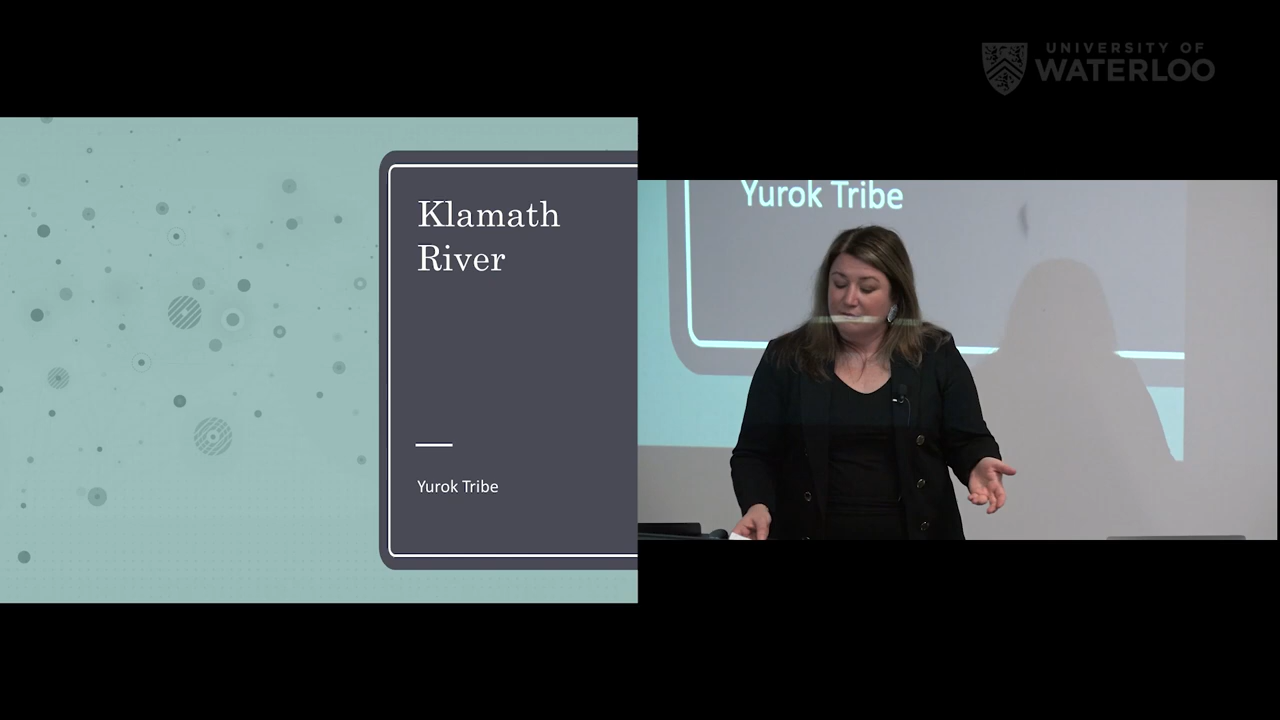 UNIVERSITY OF
WATERLOO
Klamath
River
Yurok Tribe
Yurok Tribe